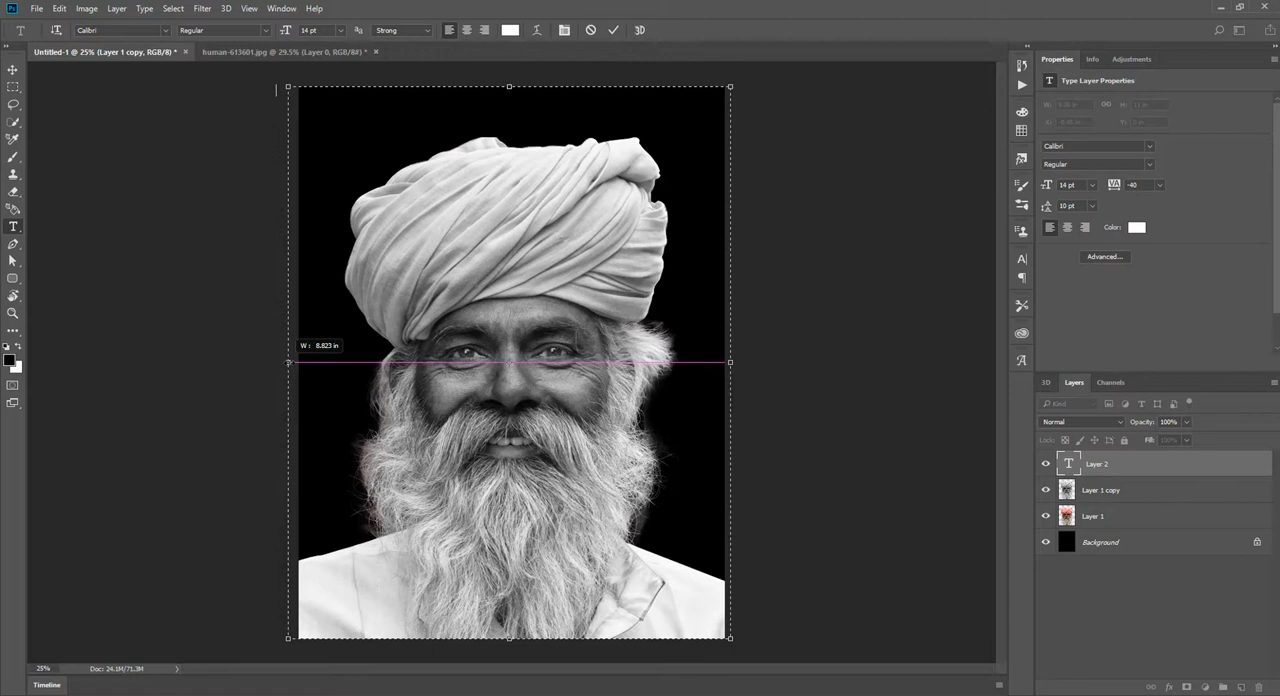 Ps File Edit Image Layer Type Select Filter 3D View Window Help
T Calibri Regular 14 pt aa Strong 3D
Untitled-1 @ 25% (Layer 1 copy, RGB/8) * × human-613601.jpg @ 29.5% (Layer 0, RGB/8#) * ×
Properties Info Adjustments
T Type Layer Properties
W: H:
X: Y:
Calibri
Regular
14 pt VA -40
10 pt
Color:
Advanced...
W : 8.823 in
3D Layers Channels
Kind
Normal Opacity: 100%
Lock: Fill: 100%
T Layer 2
Layer 1 copy
Layer 1
Background
25% Doc: 24.1M/71.3M
Timeline